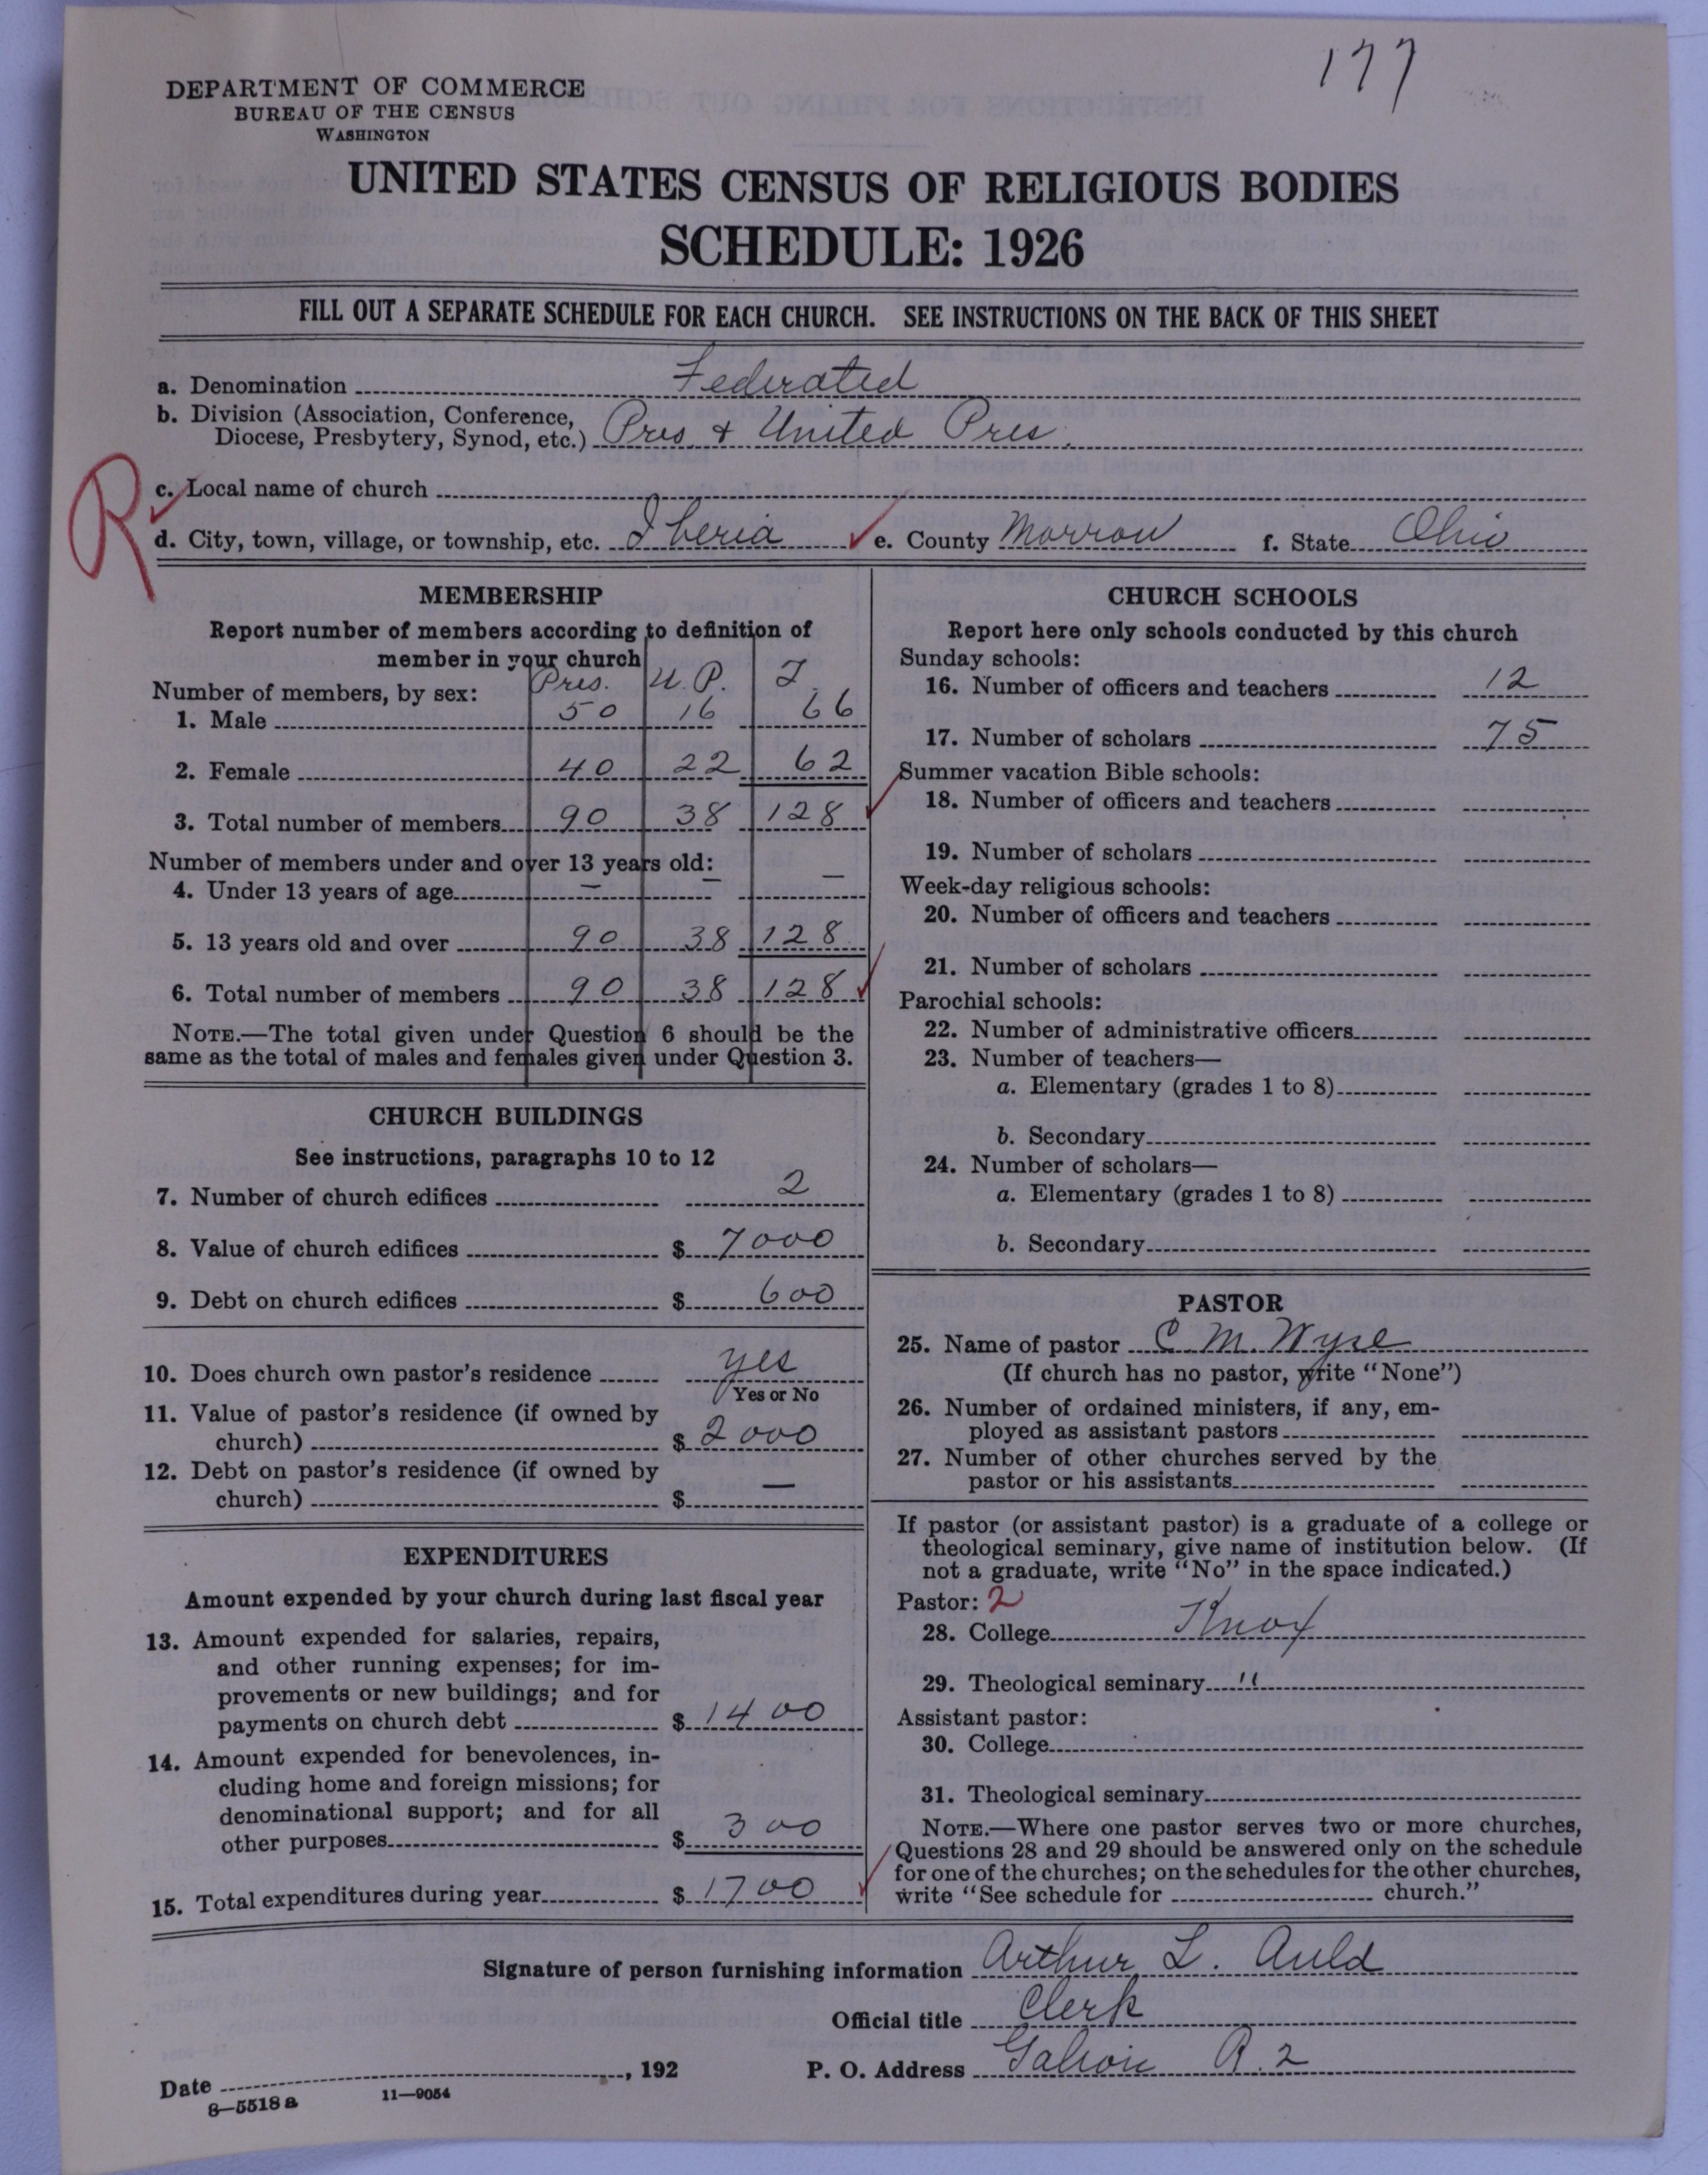 177
DEPARTMENT OF COMMERCE
BUREAU OF THE CENSUS
WASHINGTON
UNITED STATES CENSUS OF RELIGIOUS BODIES
SCHEDULE: 1926
FILL OUT A SEPARATE SCHEDULE FOR EACH CHURCH. SEE INSTRUCTIONS ON THE BACK OF THIS SHEET
a. Denomination Federated
b. Division (Association, Conference,
Diocese, Presbytery, Synod, etc.) Pres & United Pres.
R
c. Local name of church
d. City, town, village, or township, etc. Iberia e. County Morrow f. State Ohio
MEMBERSHIP
Report number of members according to definition of
member in your church
Number of members, by sex: Pres. U.P. T.
1. Male 50 16 66
2. Female 40 22 62
3. Total number of members 90 38 128
Number of members under and over 13 years old:
4. Under 13 years of age — — —
5. 13 years old and over 90 38 128
6. Total number of members 90 38 128
NOTE.—The total given under Question 6 should be the
same as the total of males and females given under Question 3.
CHURCH BUILDINGS
See instructions, paragraphs 10 to 12
7. Number of church edifices 2
8. Value of church edifices $ 7000
9. Debt on church edifices $ 600
10. Does church own pastor's residence yes
Yes or No
11. Value of pastor's residence (if owned by
church) $ 2000
12. Debt on pastor's residence (if owned by
church) $ —
EXPENDITURES
Amount expended by your church during last fiscal year
13. Amount expended for salaries, repairs,
and other running expenses; for im-
provements or new buildings; and for
payments on church debt $ 1400
14. Amount expended for benevolences, in-
cluding home and foreign missions; for
denominational support; and for all
other purposes $ 300
15. Total expenditures during year $ 1700
CHURCH SCHOOLS
Report here only schools conducted by this church
Sunday schools:
16. Number of officers and teachers 12
17. Number of scholars 75
Summer vacation Bible schools:
18. Number of officers and teachers
19. Number of scholars
Week-day religious schools:
20. Number of officers and teachers
21. Number of scholars
Parochial schools:
22. Number of administrative officers
23. Number of teachers—
a. Elementary (grades 1 to 8)
b. Secondary
24. Number of scholars—
a. Elementary (grades 1 to 8)
b. Secondary
PASTOR
25. Name of pastor C. M. Wyse
(If church has no pastor, write "None")
26. Number of ordained ministers, if any, em-
ployed as assistant pastors
27. Number of other churches served by the
pastor or his assistants
If pastor (or assistant pastor) is a graduate of a college or
theological seminary, give name of institution below. (If
not a graduate, write "No" in the space indicated.)
Pastor: 2
28. College Knox
29. Theological seminary "
Assistant pastor:
30. College
31. Theological seminary
NOTE.—Where one pastor serves two or more churches,
Questions 28 and 29 should be answered only on the schedule
for one of the churches; on the schedules for the other churches,
write "See schedule for church."
Signature of person furnishing information Arthur L. Auld
Official title Clerk
Date , 192 P. O. Address Galion R. 2
8—5518 a 11—9054